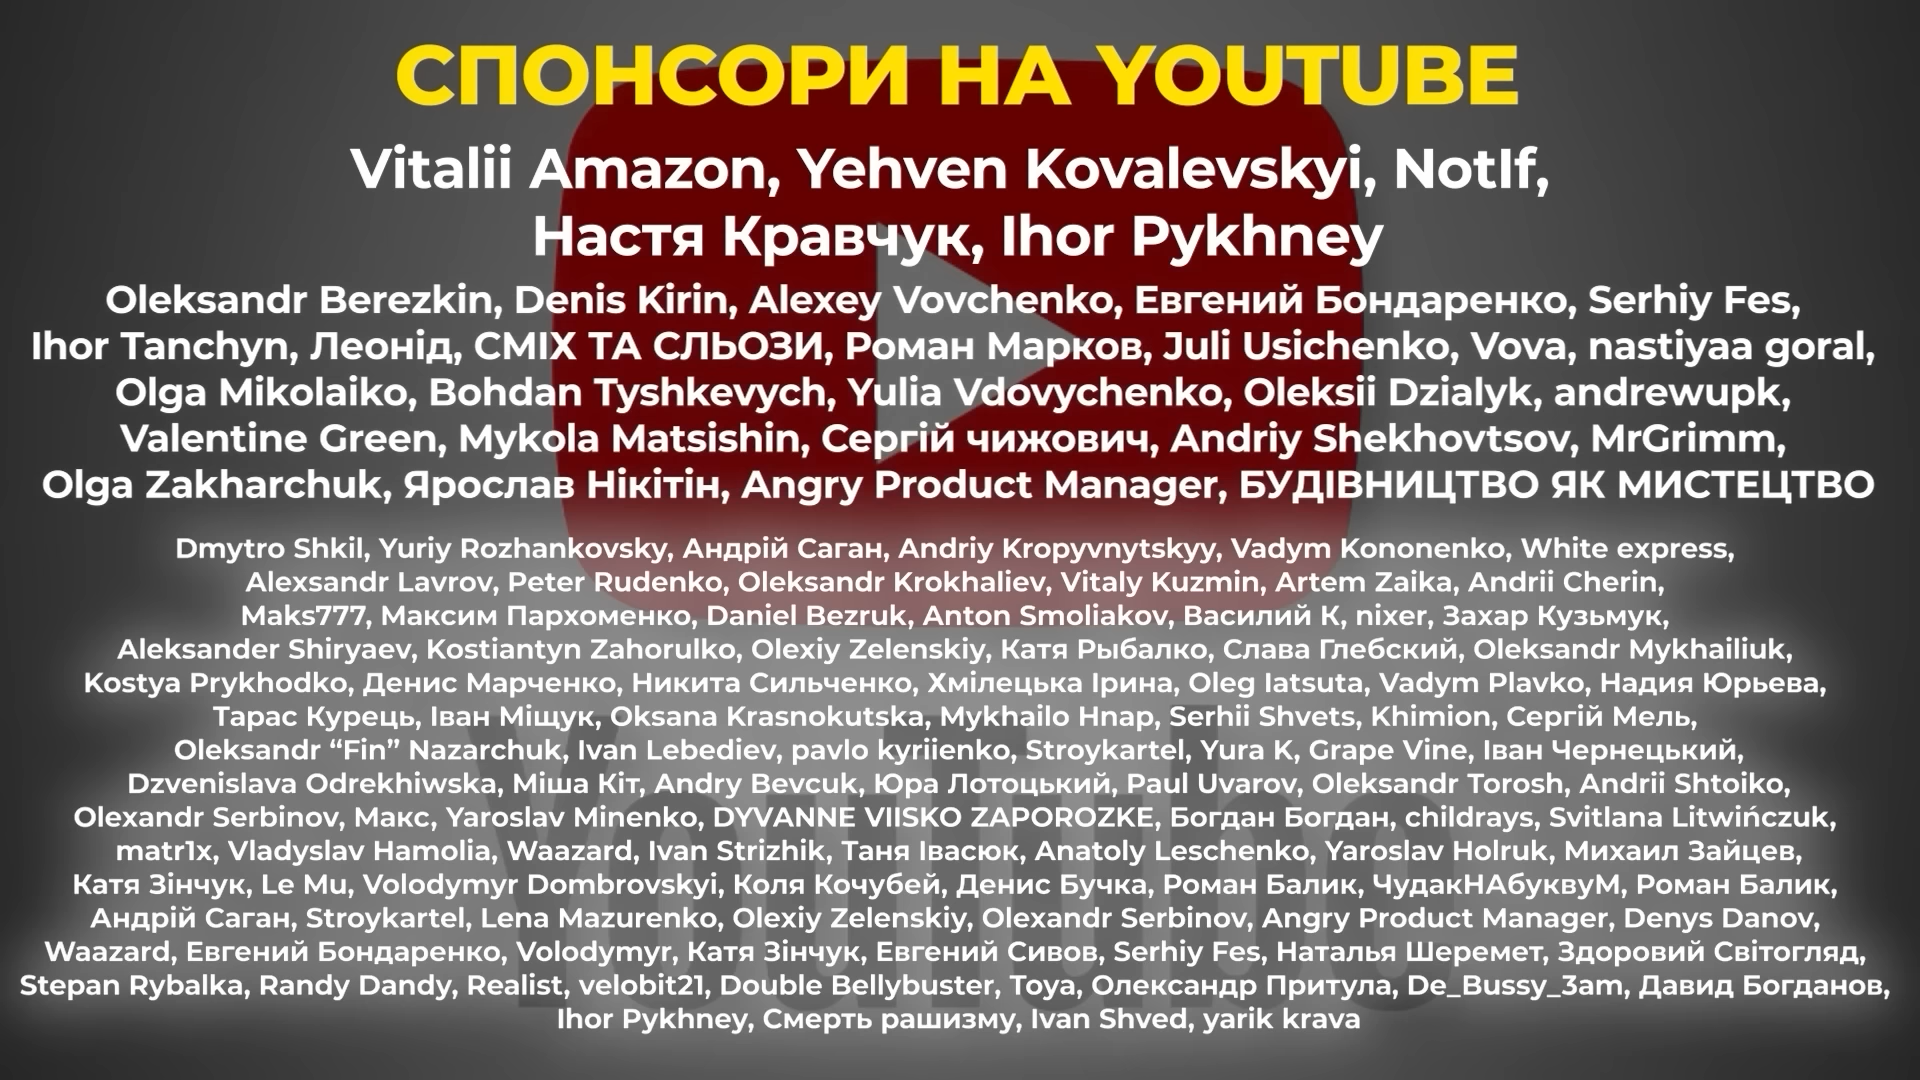 СПОНСОРИ НА YOUTUBE
Vitalii Amazon, Yehven Kovalevskyi, NotIf,
Настя Кравчук, Ihor Pykhney
Oleksandr Berezkin, Denis Kirin, Alexey Vovchenko, Евгений Бондаренко, Serhiy Fes,
Ihor Tanchyn, Леонід, СМІХ ТА СЛЬОЗИ, Роман Марков, Juli Usichenko, Vova, nastiyaa goral,
Olga Mikolaiko, Bohdan Tyshkevych, Yulia Vdovychenko, Oleksii Dzialyk, andrewupk,
Valentine Green, Mykola Matsishin, Сергій чижович, Andriy Shekhovtsov, MrGrimm,
Olga Zakharchuk, Ярослав Нікітін, Angry Product Manager, БУДІВНИЦТВО ЯК МИСТЕЦТВО
Dmytro Shkil, Yuriy Rozhankovsky, Андрій Саган, Andriy Kropyvnytskyy, Vadym Kononenko, White express,
Alexsandr Lavrov, Peter Rudenko, Oleksandr Krokhaliev, Vitaly Kuzmin, Artem Zaika, Andrii Cherin,
Maks777, Максим Пархоменко, Daniel Bezruk, Anton Smoliakov, Василий К, nixer, Захар Кузьмук,
Aleksander Shiryaev, Kostiantyn Zahorulko, Olexiy Zelenskiy, Катя Рыбалко, Слава Глебский, Oleksandr Mykhailiuk,
Kostya Prykhodko, Денис Марченко, Никита Сильченко, Хмілецька Ірина, Oleg Iatsuta, Vadym Plavko, Надия Юрьева,
Тарас Курець, Іван Міщук, Oksana Krasnokutska, Mykhailo Hnap, Serhii Shvets, Khimion, Сергій Мель,
Oleksandr “Fin” Nazarchuk, Ivan Lebediev, pavlo kyriienko, Stroykartel, Yura K, Grape Vine, Іван Чернецький,
Dzvenislava Odrekhiwska, Міша Кіт, Andry Bevcuk, Юра Лотоцький, Paul Uvarov, Oleksandr Torosh, Andrii Shtoiko,
Olexandr Serbinov, Макс, Yaroslav Minenko, DYVANNE VIISKO ZAPOROZKE, Богдан Богдан, childrays, Svitlana Litwińczuk,
matr1x, Vladyslav Hamolia, Waazard, Ivan Strizhik, Таня Івасюк, Anatoly Leschenko, Yaroslav Holruk, Михаил Зайцев,
Катя Зінчук, Le Mu, Volodymyr Dombrovskyi, Коля Кочубей, Денис Бучка, Роман Балик, ЧудакНАбуквуМ, Роман Балик,
Андрій Саган, Stroykartel, Lena Mazurenko, Olexiy Zelenskiy, Olexandr Serbinov, Angry Product Manager, Denys Danov,
Waazard, Евгений Бондаренко, Volodymyr, Катя Зінчук, Евгений Сивов, Serhiy Fes, Наталья Шеремет, Здоровий Світогляд,
Stepan Rybalka, Randy Dandy, Realist, velobit21, Double Bellybuster, Toya, Олександр Притула, De_Bussy_3am, Давид Богданов,
Ihor Pykhney, Смерть рашизму, Ivan Shved, yarik krava
YouTube